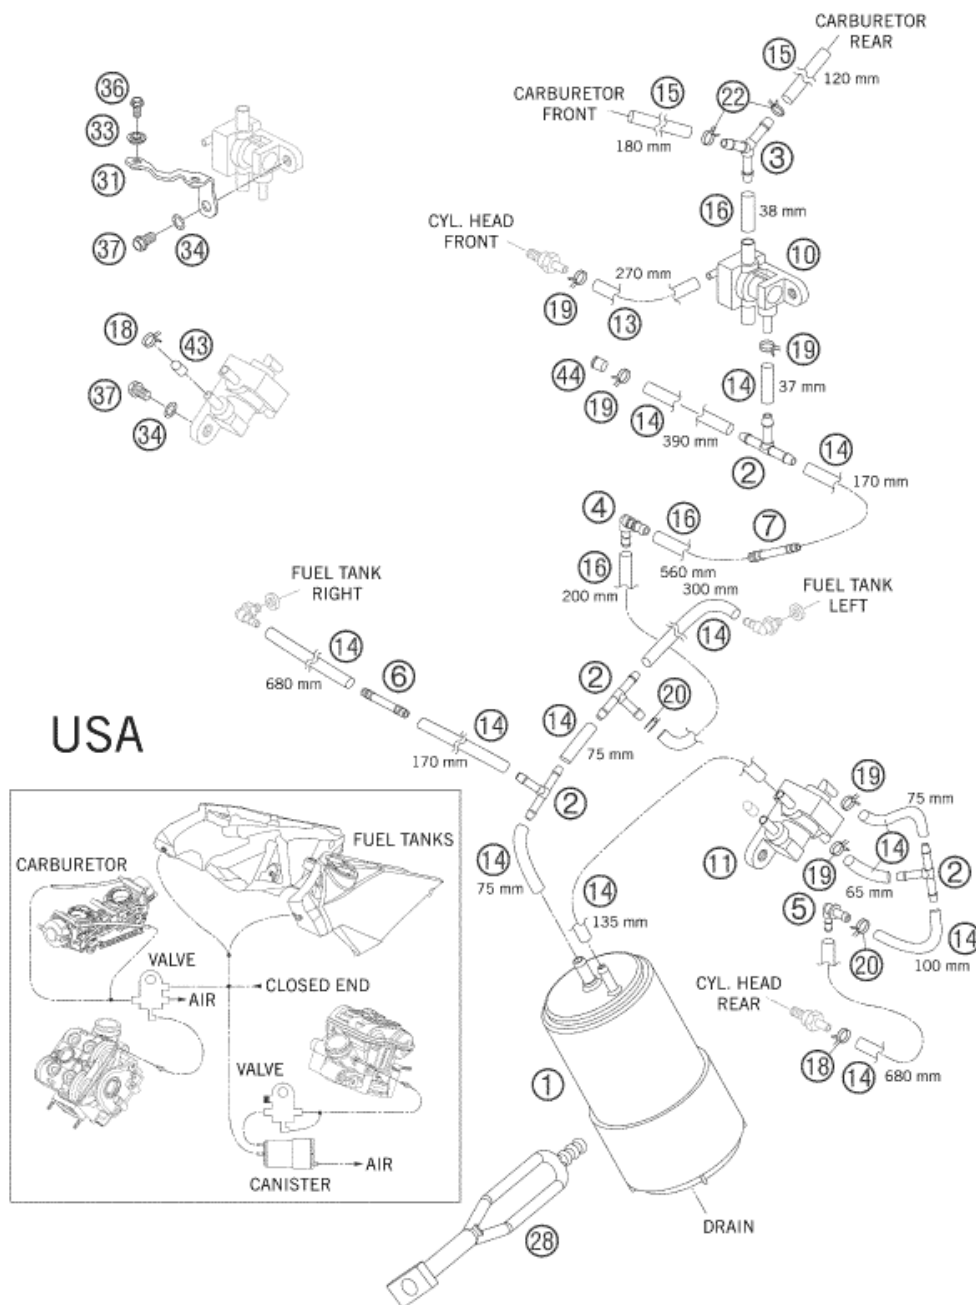 CARBURETOR
REAR
15
120 mm
36
15
22
CARBURETOR
FRONT
33
180 mm
3
31
16
38 mm
CYL. HEAD
FRONT
37
34
10
270 mm
19
13
18
43
19
44
14
37 mm
37
19
14
34
390 mm
2
14
170 mm
4
16
7
560 mm
FUEL TANK
RIGHT
16
200 mm
300 mm
FUEL TANK
LEFT
14
14
680 mm
6
2
20
USA
14
14
75 mm
170 mm
2
19
75 mm
FUEL TANKS
CARBURETOR
14
75 mm
11
14
19
65 mm
2
14
135 mm
5
14
20
100 mm
VALVE
AIR
CLOSED END
CYL. HEAD
REAR
VALVE
1
18
14
680 mm
AIR
CANISTER
DRAIN
28